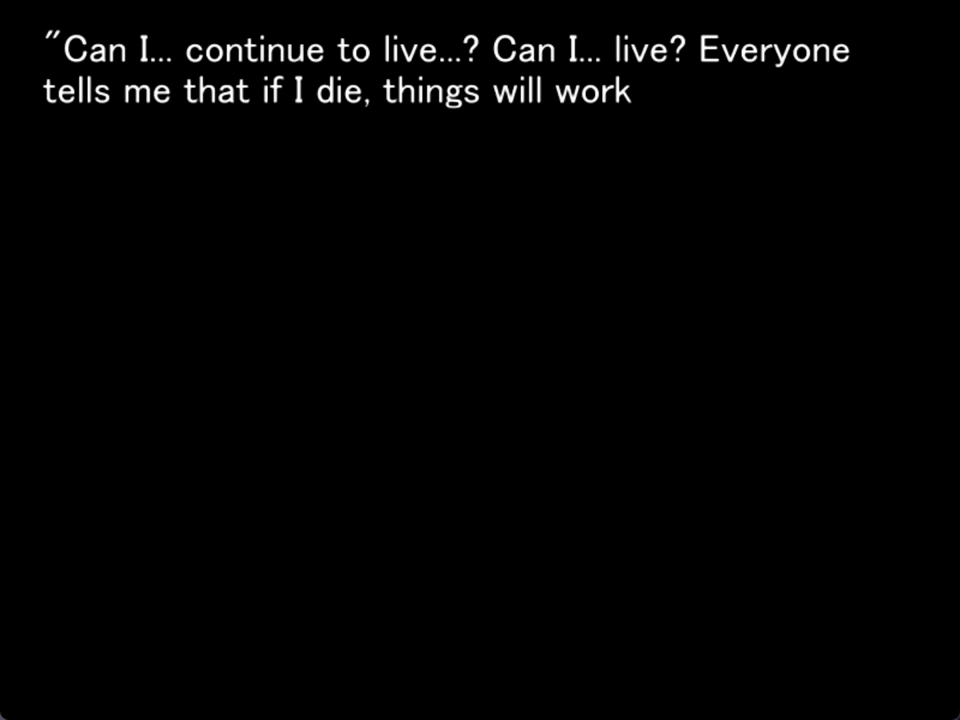 "Can I... continue to live...? Can I... live? Everyone
tells me that if I die, things will work